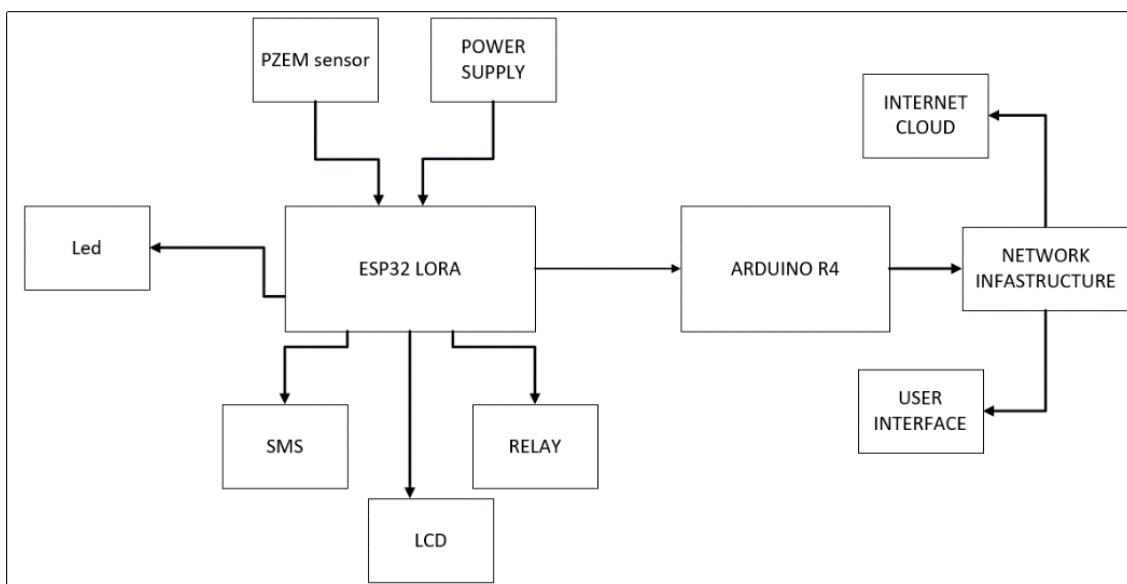 PZEM sensor
POWER
SUPPLY
INTERNET
CLOUD
Led
ESP32 LORA
ARDUINO R4
NETWORK
INFASTRUCTURE
USER
INTERFACE
SMS
RELAY
LCD